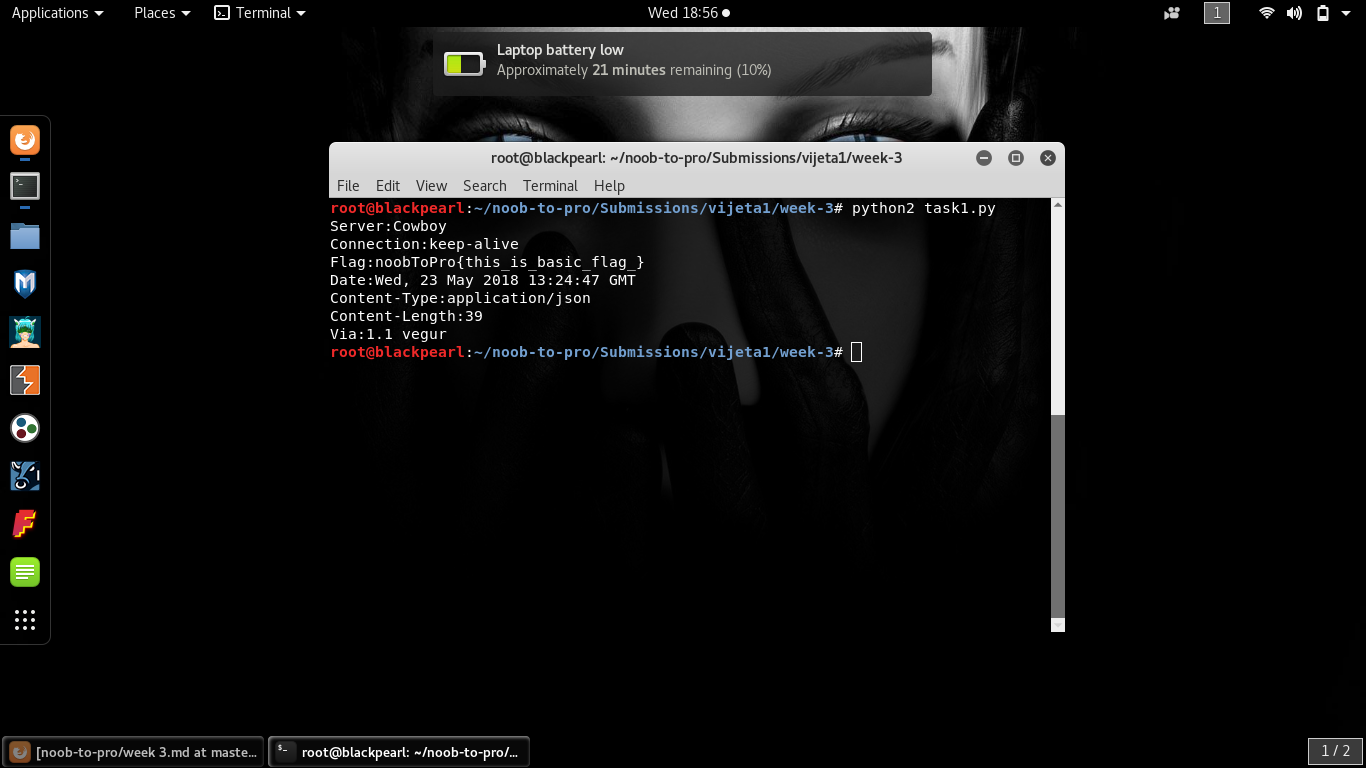 Applications Places Terminal Wed 18:56 1
Laptop battery low
Approximately 21 minutes remaining (10%)
root@blackpearl: ~/noob-to-pro/Submissions/vijeta1/week-3
File Edit View Search Terminal Help
root@blackpearl:~/noob-to-pro/Submissions/vijeta1/week-3# python2 task1.py
Server:Cowboy
Connection:keep-alive
Flag:noobToPro{this_is_basic_flag_}
Date:Wed, 23 May 2018 13:24:47 GMT
Content-Type:application/json
Content-Length:39
Via:1.1 vegur
root@blackpearl:~/noob-to-pro/Submissions/vijeta1/week-3#
[noob-to-pro/week 3.md at maste... root@blackpearl: ~/noob-to-pro/... 1 / 2